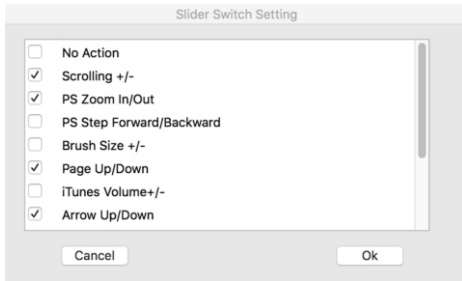 Slider Switch Setting
No Action
Scrolling +/-
PS Zoom In/Out
PS Step Forward/Backward
Brush Size +/-
Page Up/Down
iTunes Volume+/-
Arrow Up/Down
Cancel
Ok